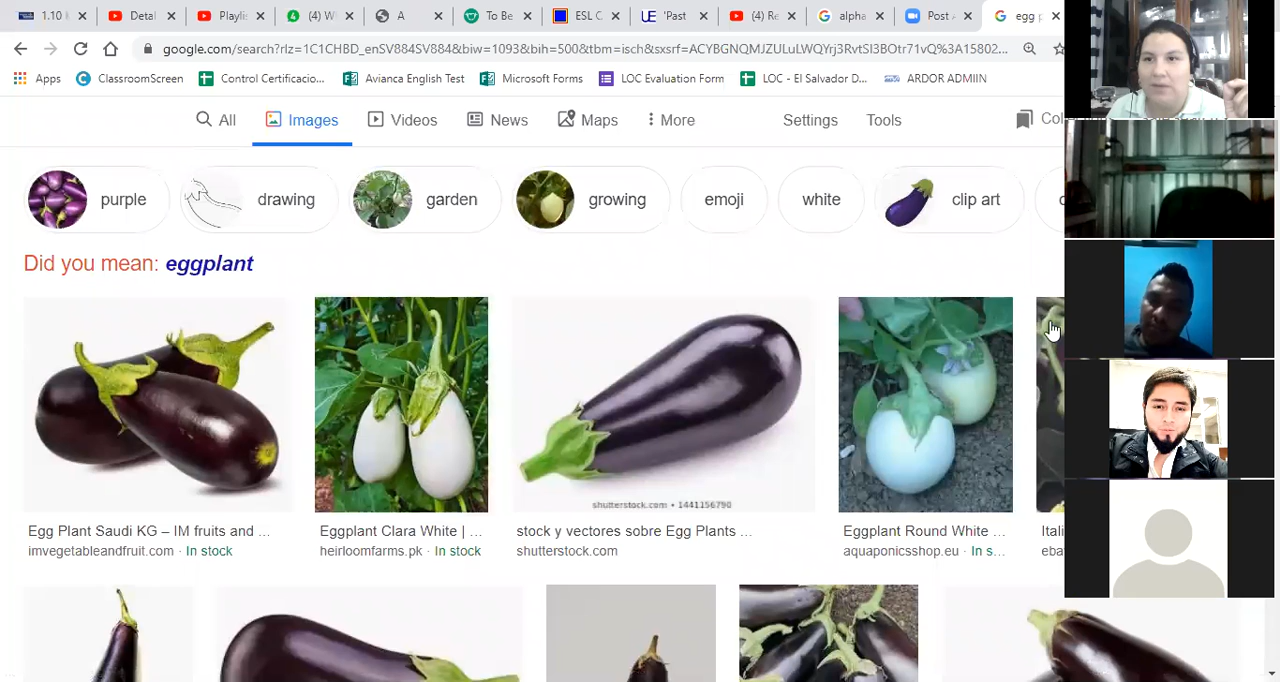 1.10
Detal
Playlis
(4) W
A
To Be
ESL C
'Past
(4) Re
alpha
Post A
egg p
google.com/search?rlz=1C1CHBD_enSV884SV884&biw=1093&bih=500&tbm=isch&sxsrf=ACYBGNQMJZULuLWQYrj3RvtSI3BOtr71vQ%3A15802...
Apps
ClassroomScreen
Control Certificacio...
Avianca English Test
Microsoft Forms
LOC Evaluation Form
LOC - El Salvador D...
ARDOR ADMIIN
All
Images
Videos
News
Maps
More
Settings
Tools
purple
drawing
garden
growing
emoji
white
clip art
Did you mean: eggplant
shutterstock.com • 1441156790
Egg Plant Saudi KG – IM fruits and ...
imvegetableandfruit.com · In stock
Eggplant Clara White | ...
heirloomfarms.pk · In stock
stock y vectores sobre Egg Plants ...
shutterstock.com
Eggplant Round White ...
aquaponicsshop.eu · In s...
Itali
eba